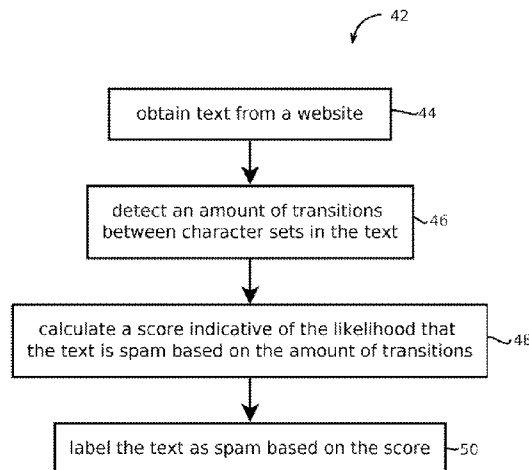 42
obtain text from a website
44
detect an amount of transitions
between character sets in the text
46
calculate a score indicative of the likelihood that
the text is spam based on the amount of transitions
48
label the text as spam based on the score
50